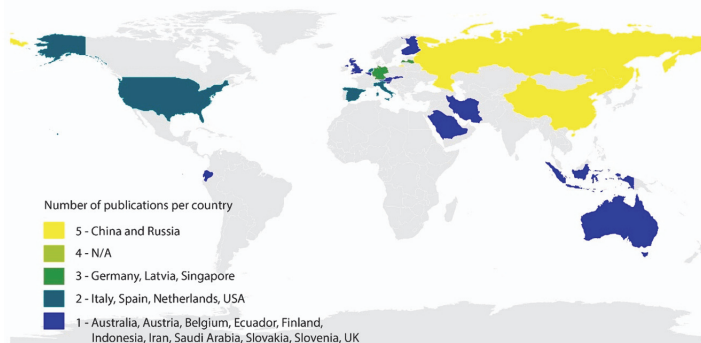 Number of publications per country
5 - China and Russia
4 - N/A
3 - Germany, Latvia, Singapore
2 - Italy, Spain, Netherlands, USA
1 - Australia, Austria, Belgium, Ecuador, Finland,
Indonesia, Iran, Saudi Arabia, Slovakia, Slovenia, UK